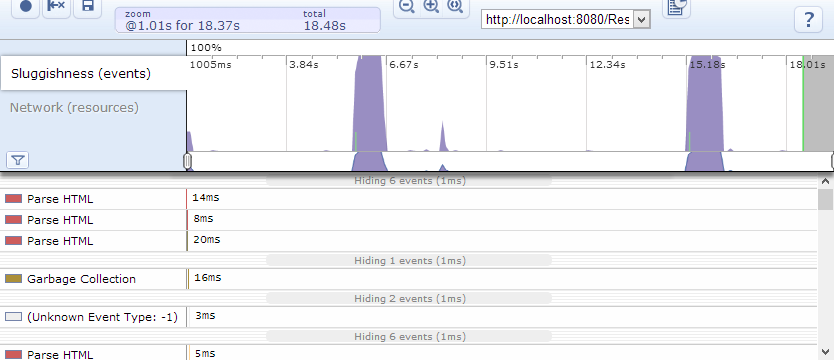 zoom total
@1.01s for 18.37s 18.48s
http://localhost:8080/Res
?
100%
Sluggishness (events)
1005ms 3.84s 6.67s 9.51s 12.34s 15.18s 18.01s
Network (resources)
Hiding 6 events (1ms)
Parse HTML 14ms
Parse HTML 8ms
Parse HTML 20ms
Hiding 1 events (1ms)
Garbage Collection 16ms
Hiding 2 events (1ms)
(Unknown Event Type: -1) 3ms
Hiding 6 events (1ms)
Parse HTML 5ms